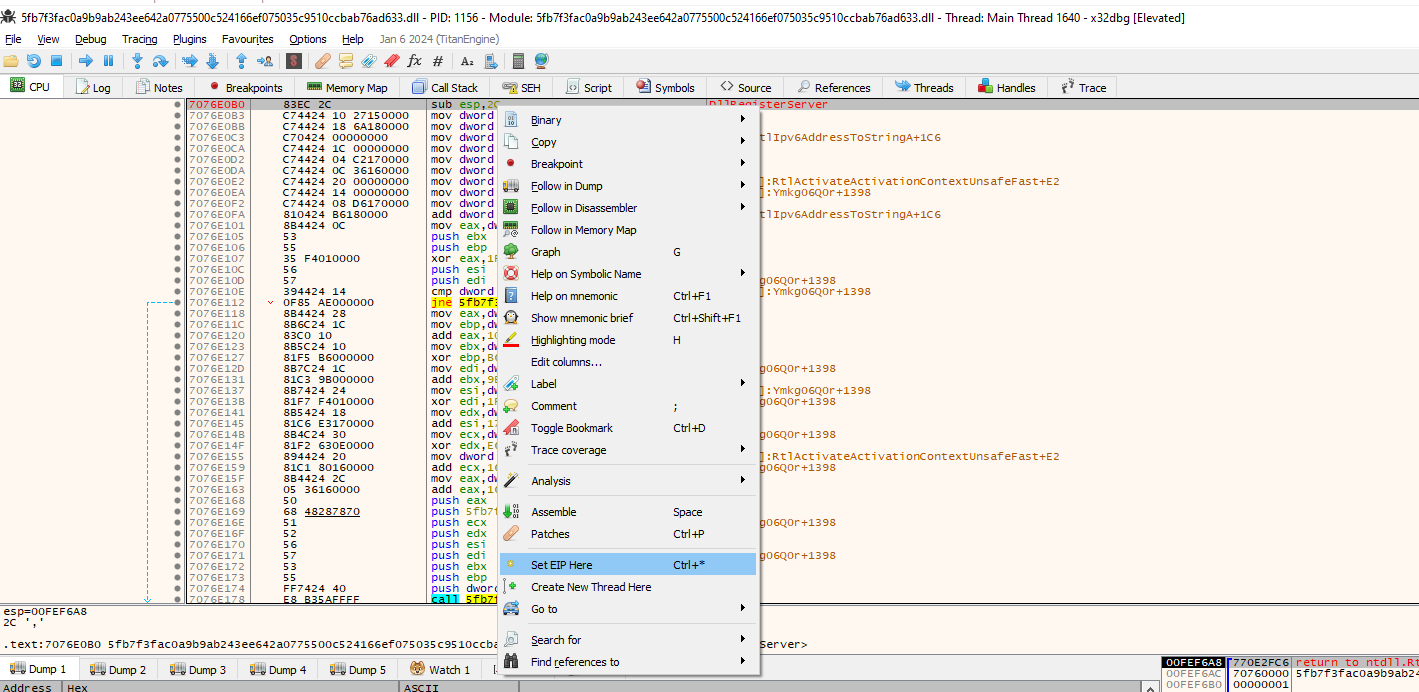 5fb7f3fac0a9b9ab243ee642a0775500c524166ef075035c9510ccbab76ad633.dll - PID: 1156 - Module: 5fb7f3fac0a9b9ab243ee642a0775500c524166ef075035c9510ccbab76ad633.dll - Thread: Main Thread 1640 - x32dbg [Elevated]
File View Debug Tracing Plugins Favourites Options Help Jan 6 2024 (TitanEngine)
CPU Log Notes Breakpoints Memory Map Call Stack SEH Script Symbols Source References Threads Handles Trace
7076E0B0 83EC 2C sub esp,2C DllRegisterServer
7076E0B3 C74424 10 27150000 mov dword
7076E0BB C74424 18 6A180000 mov dword
7076E0C3 C70424 00000000 mov dword tlIpv6AddressToStringA+1C6
7076E0CA C74424 1C 00000000 mov dword
7076E0D2 C74424 04 C2170000 mov dword
7076E0DA C74424 0C 36160000 mov dword
7076E0E2 C74424 20 00000000 mov dword ]:RtlActivateActivationContextUnsafeFast+E2
7076E0EA C74424 14 00000000 mov dword ]:Ymkg06Q0r+1398
7076E0F2 C74424 08 D6170000 mov dword
7076E0FA 810424 B6180000 add dword tlIpv6AddressToStringA+1C6
7076E101 8B4424 0C mov eax,dw
7076E105 53 push ebx
7076E106 55 push ebp
7076E107 35 F4010000 xor eax,1F
7076E10C 56 push esi
7076E10D 57 push edi g06Q0r+1398
7076E10E 394424 14 cmp dword ]:Ymkg06Q0r+1398
7076E112 0F85 AE000000 jne 5fb7f3
7076E118 8B4424 28 mov eax,dw
7076E11C 8B6C24 1C mov ebp,dw
7076E120 83C0 10 add eax,10
7076E123 8B5C24 10 mov ebx,dw
7076E127 81F5 B6000000 xor ebp,B6
7076E12D 8B7C24 1C mov edi,dw g06Q0r+1398
7076E131 81C3 9B000000 add ebx,9B
7076E137 8B7424 24 mov esi,dw ]:Ymkg06Q0r+1398
7076E13B 81F7 F4010000 xor edi,1F g06Q0r+1398
7076E141 8B5424 18 mov edx,dw
7076E145 81C6 E3170000 add esi,17
7076E14B 8B4C24 30 mov ecx,dw g06Q0r+1398
7076E14F 81F2 630E0000 xor edx,E6
7076E155 894424 20 mov dword ]:RtlActivateActivationContextUnsafeFast+E2
7076E159 81C1 80160000 add ecx,16 g06Q0r+1398
7076E15F 8B4424 2C mov eax,dw
7076E163 05 36160000 add eax,16
7076E168 50 push eax
7076E169 68 48287870 push 5fb7f
7076E16E 51 push ecx g06Q0r+1398
7076E16F 52 push edx
7076E170 56 push esi
7076E171 57 push edi g06Q0r+1398
7076E172 53 push ebx
7076E173 55 push ebp
7076E174 FF7424 40 push dword
7076E178 E8 B35AFFFF call 5fb7f
Binary
Copy
Breakpoint
Follow in Dump
Follow in Disassembler
Follow in Memory Map
Graph G
Help on Symbolic Name
Help on mnemonic Ctrl+F1
Show mnemonic brief Ctrl+Shift+F1
Highlighting mode H
Edit columns...
Label
Comment ;
Toggle Bookmark Ctrl+D
Trace coverage
Analysis
Assemble Space
Patches Ctrl+P
Set EIP Here Ctrl+*
Create New Thread Here
Go to
Search for
Find references to
esp=00FEF6A8
2C ','
.text:7076E0B0 5fb7f3fac0a9b9ab243ee642a0775500c524166ef075035c9510ccba Server>
Dump 1 Dump 2 Dump 3 Dump 4 Dump 5 Watch 1
Address Hex ASCII
00FEF6A8 770E2FC6 return to ntdll.Rt
00FEF6AC 70760000 5fb7f3fac0a9b9ab24
00FEF6B0 00000001